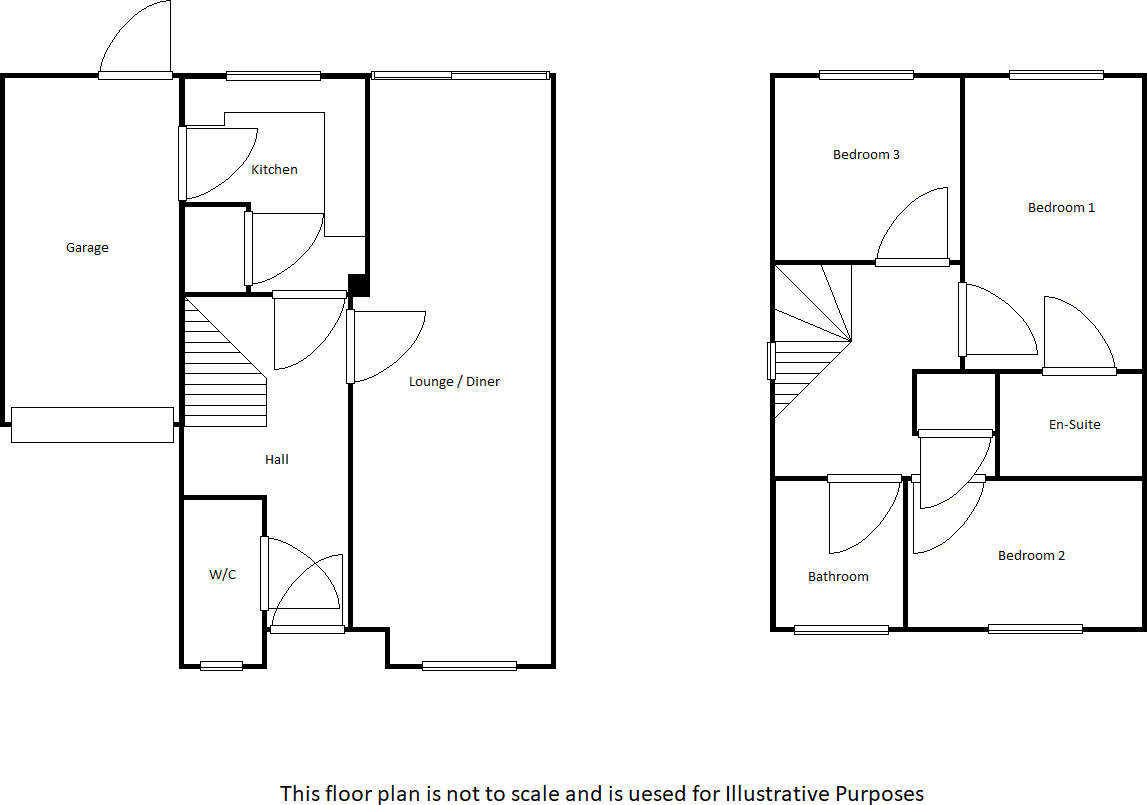 Kitchen
Garage
Lounge / Diner
Hall
W/C
Bedroom 3
Bedroom 1
En-Suite
Bedroom 2
Bathroom
This floor plan is not to scale and is uesed for Illustrative Purposes